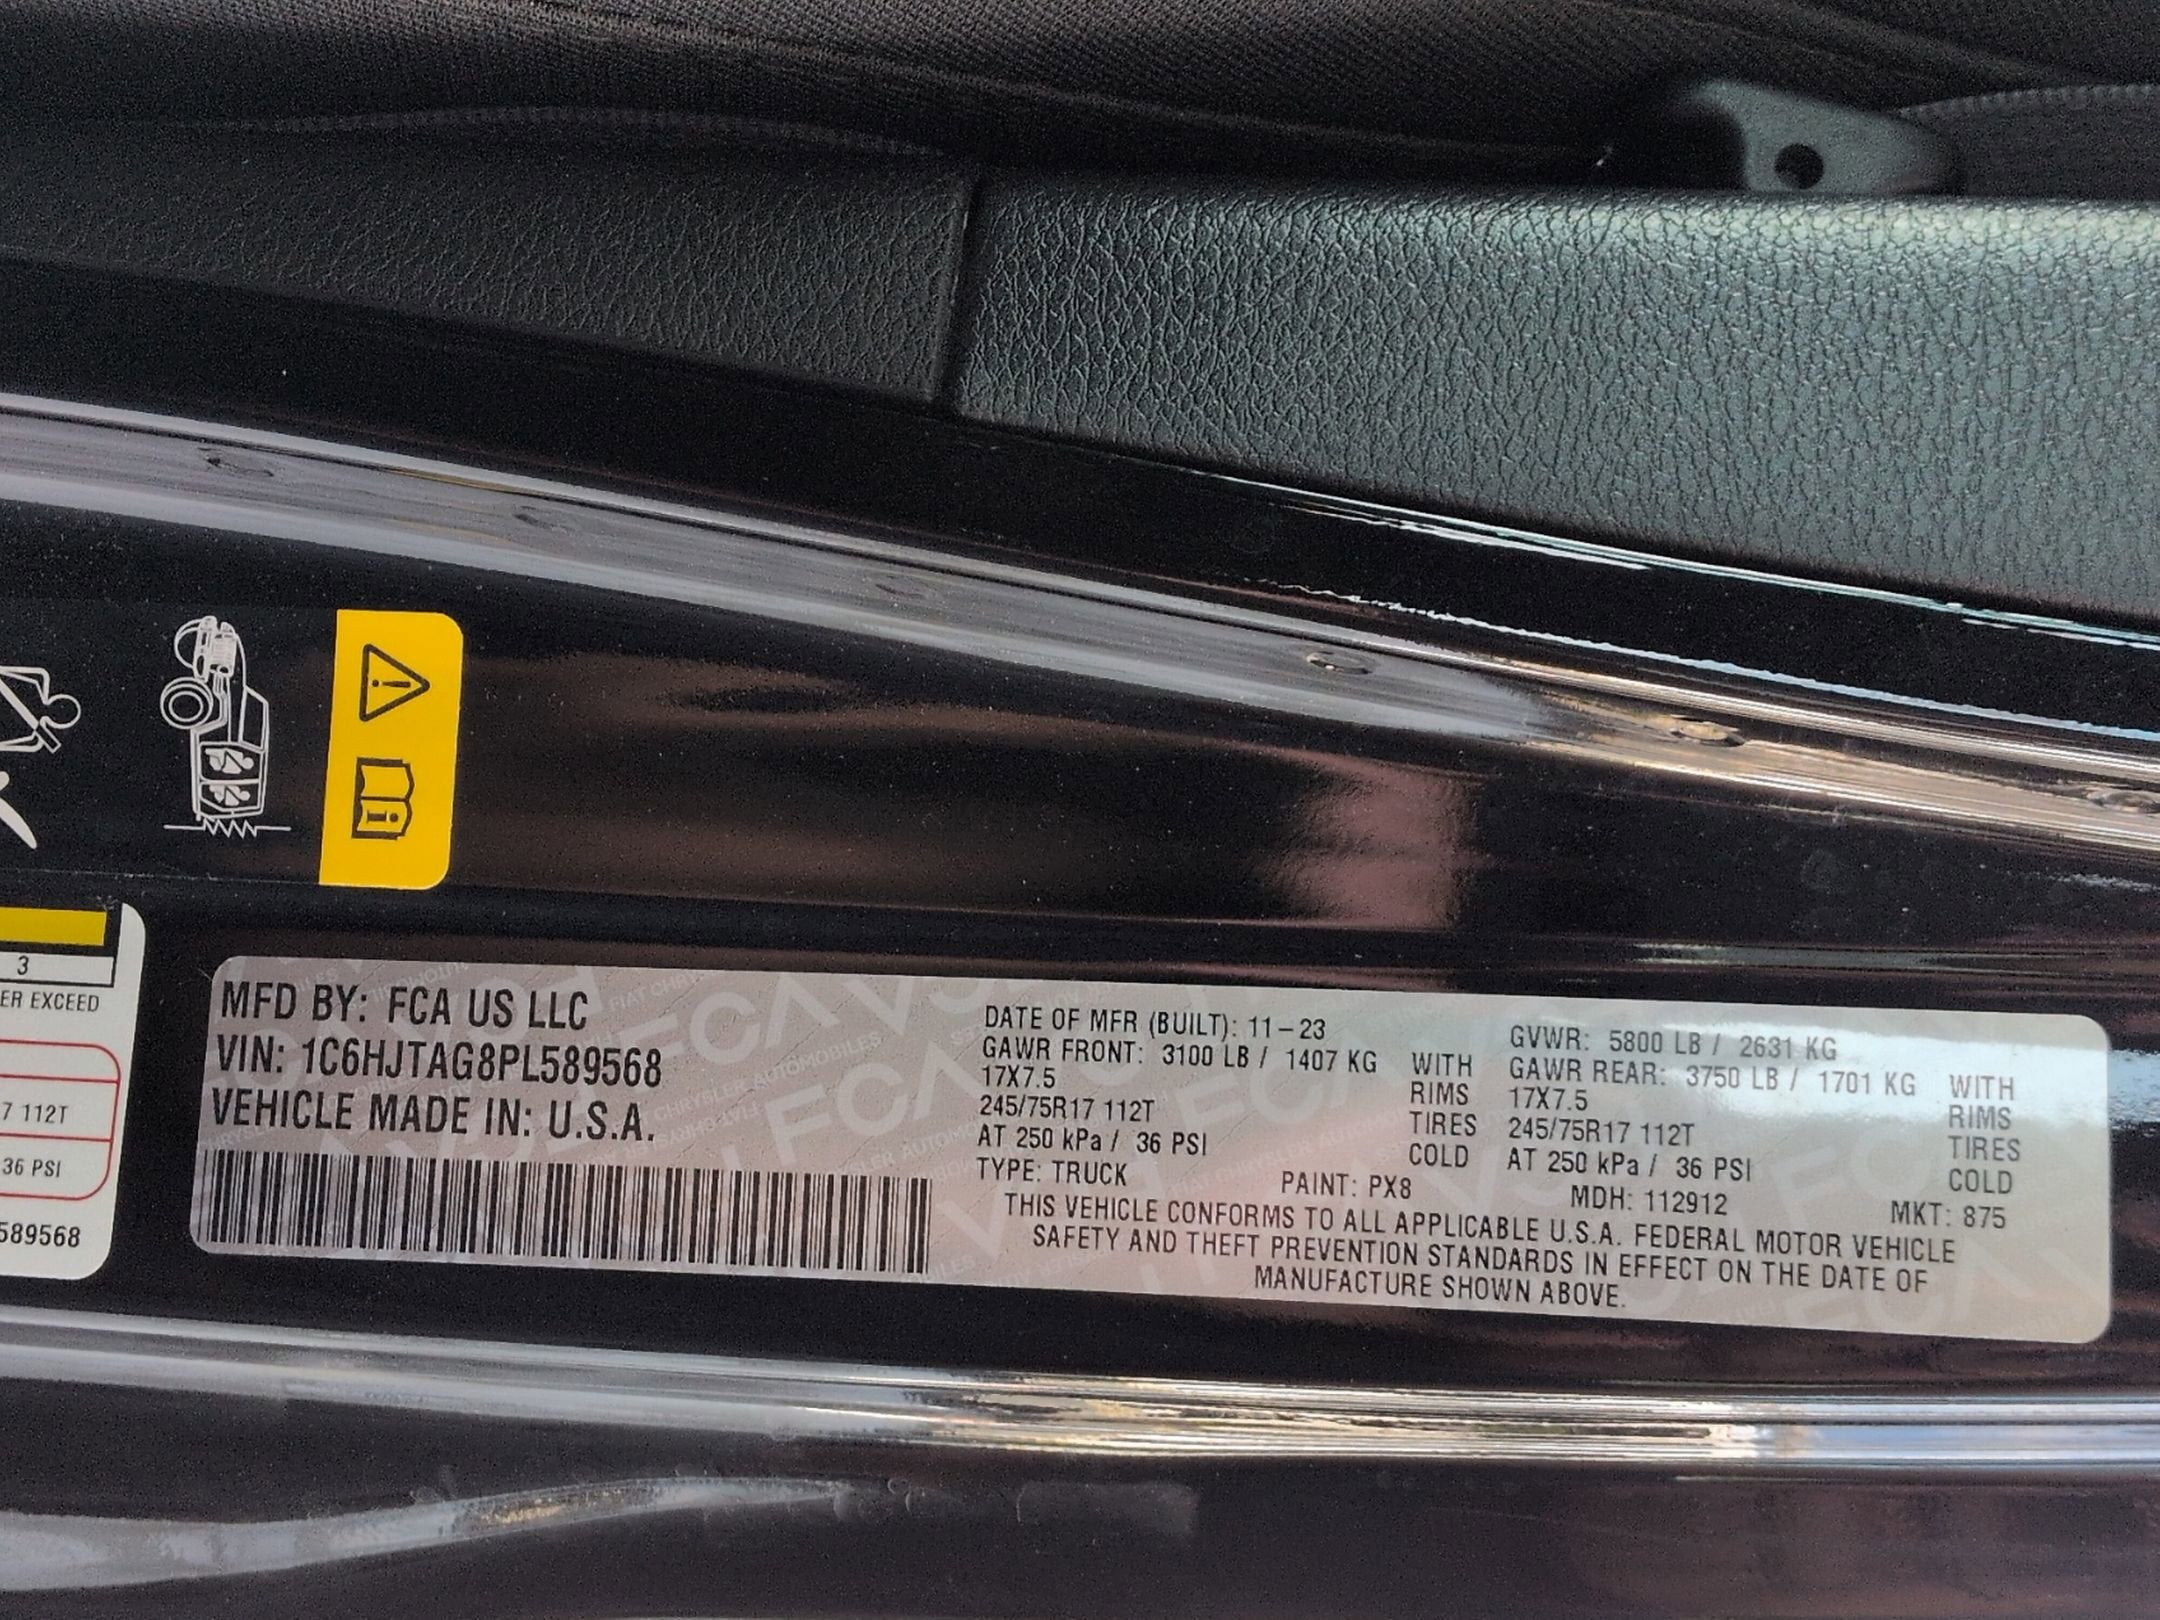 3
ER EXCEED
7 112T
36 PSI
589568
MFD BY: FCA US LLC
VIN: 1C6HJTAG8PL589568
VEHICLE MADE IN: U.S.A.
DATE OF MFR (BUILT): 11-23
GAWR FRONT: 3100 LB / 1407 KG WITH
17X7.5 RIMS
245/75R17 112T TIRES
AT 250 kPa / 36 PSI COLD
GVWR: 5800 LB / 2631 KG
GAWR REAR: 3750 LB / 1701 KG WITH
17X7.5 RIMS
245/75R17 112T TIRES
AT 250 kPa / 36 PSI COLD
TYPE: TRUCK PAINT: PX8 MDH: 112912 MKT: 875
THIS VEHICLE CONFORMS TO ALL APPLICABLE U.S.A. FEDERAL MOTOR VEHICLE
SAFETY AND THEFT PREVENTION STANDARDS IN EFFECT ON THE DATE OF
MANUFACTURE SHOWN ABOVE.